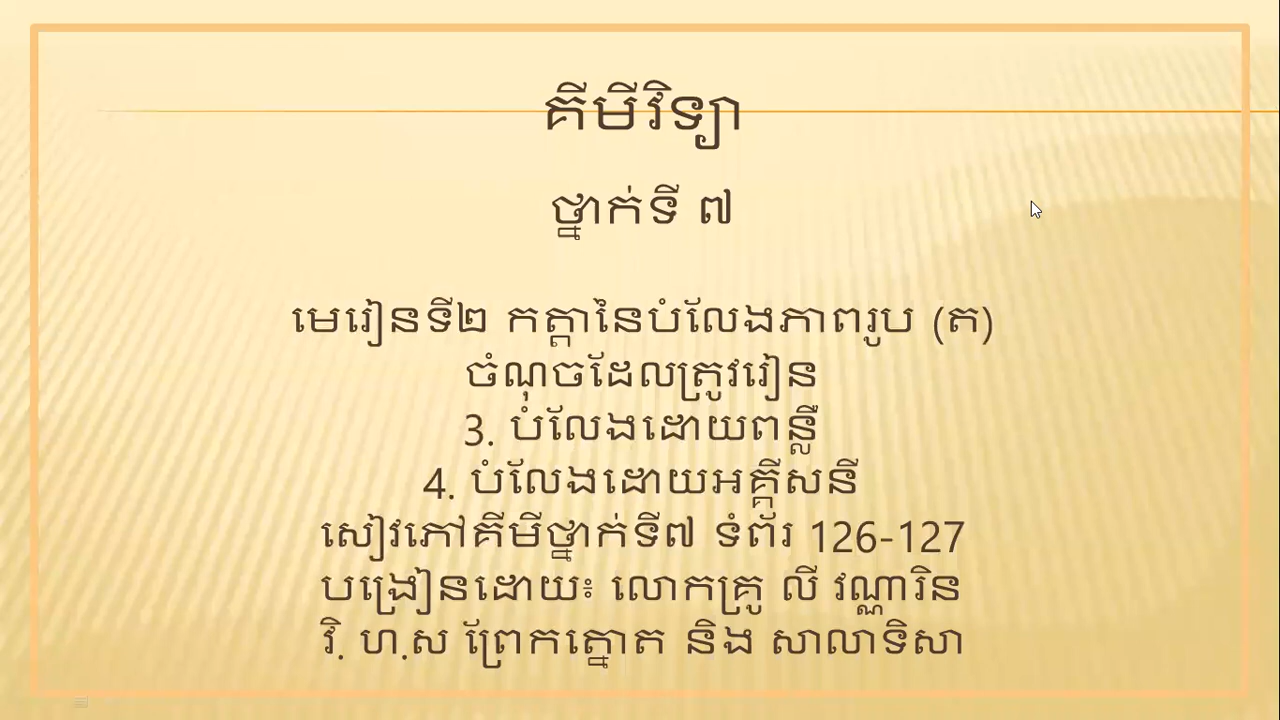 គីមីវិទ្យា
ថ្នាក់ទី ៧
មេរៀនទី២ កត្តានៃបំលែងភាពរូប (ត)
ចំណុចដែលត្រូវរៀន
3. បំលែងដោយពន្លឺ
4. បំលែងដោយអគ្គីសនី
សៀវភៅគីមីថ្នាក់ទី៧ ទំព័រ 126-127
បង្រៀនដោយ៖ លោកគ្រូ លី វណ្ណារិន
វិ. ហ.ស ព្រែកត្នោត និង សាលាទិសា